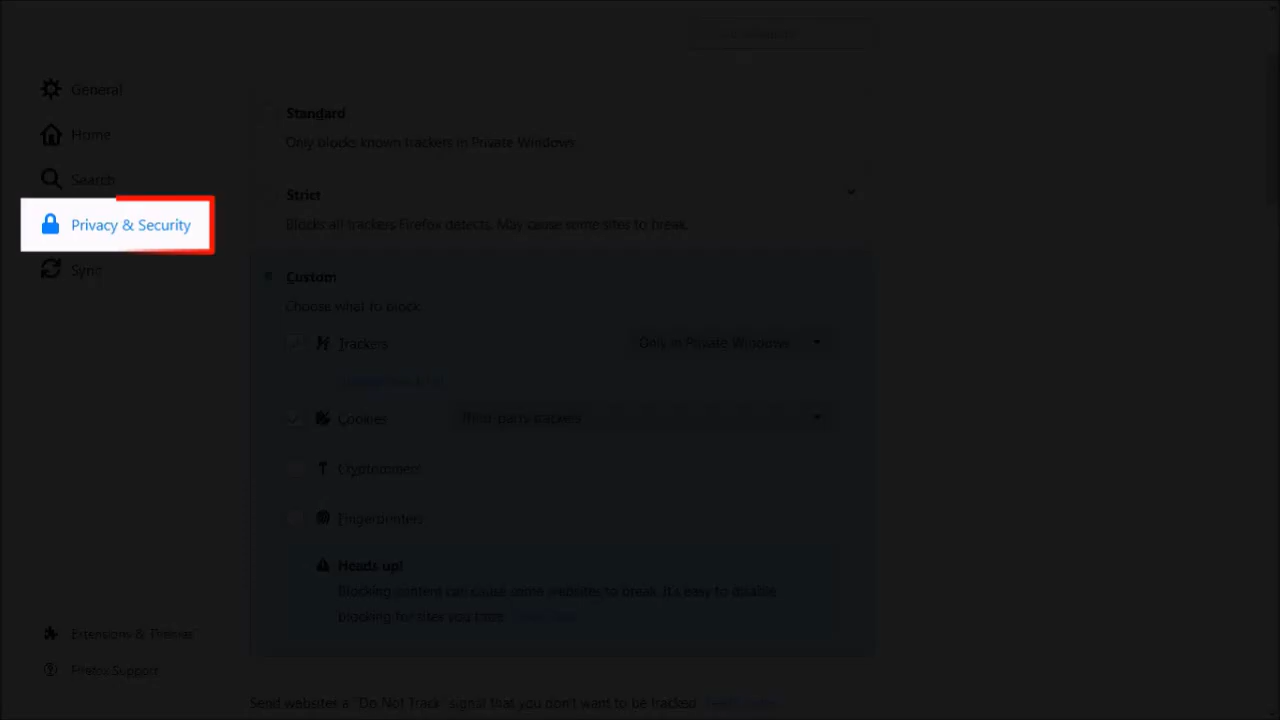 General
Home
Search
Privacy & Security
Sync
Extensions & Themes
Firefox Support
Standard
Only blocks known trackers in Private Windows.
Strict
Blocks all trackers Firefox detects. May cause some sites to break.
Custom
Choose what to block.
Trackers
Only in Private Windows
Cookies
Third-party trackers
Cryptominers
Fingerprinters
Heads up!
Blocking content can cause some websites to break. It's easy to disable
blocking for sites you trust.
Send websites a "Do Not Track" signal that you don't want to be tracked